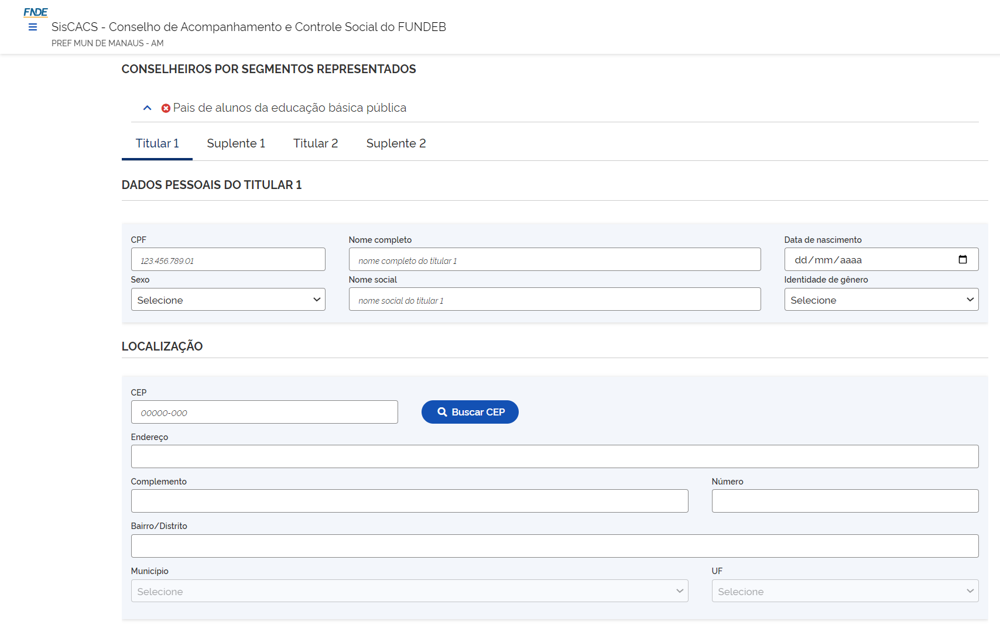 FNDE
SisCACS - Conselho de Acompanhamento e Controle Social do FUNDEB
PREF MUN DE MANAUS - AM
CONSELHEIROS POR SEGMENTOS REPRESENTADOS
Pais de alunos da educação básica pública
Titular 1 Suplente 1 Titular 2 Suplente 2
DADOS PESSOAIS DO TITULAR 1
CPF Nome completo Data de nascimento
123.456.789.01 nome completo do titular 1 dd/mm/aaaa
Sexo Nome social Identidade de gênero
Selecione nome social do titular 1 Selecione
LOCALIZAÇÃO
CEP
00000-000 Buscar CEP
Endereço
Complemento Número
Bairro/Distrito
Município UF
Selecione Selecione